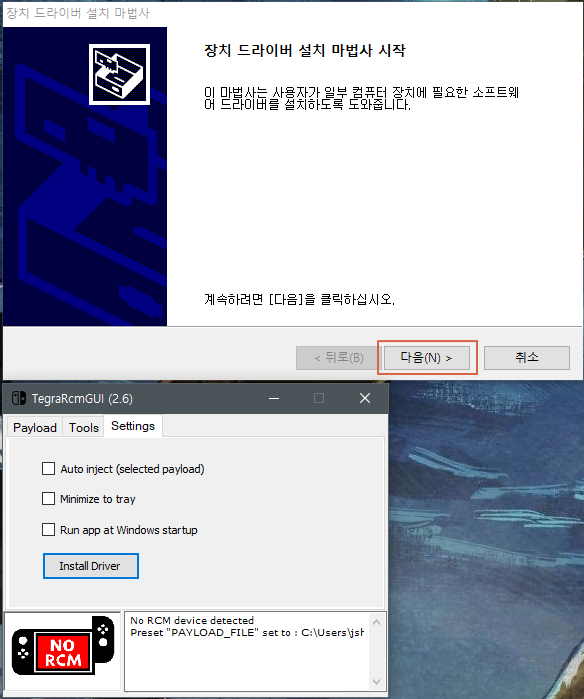 장치 드라이버 설치 마법사
장치 드라이버 설치 마법사 시작
이 마법사는 사용자가 일부 컴퓨터 장치에 필요한 소프트웨
어 드라이버를 설치하도록 도와줍니다.
계속하려면 [다음]을 클릭하십시오.
< 뒤로(B)
다음(N) >
취소
TegraRcmGUI (2.6)
Payload
Tools
Settings
Auto inject (selected payload)
Minimize to tray
Run app at Windows startup
Install Driver
NO
RCM
No RCM device detected
Preset "PAYLOAD_FILE" set to : C:\Users\jsh